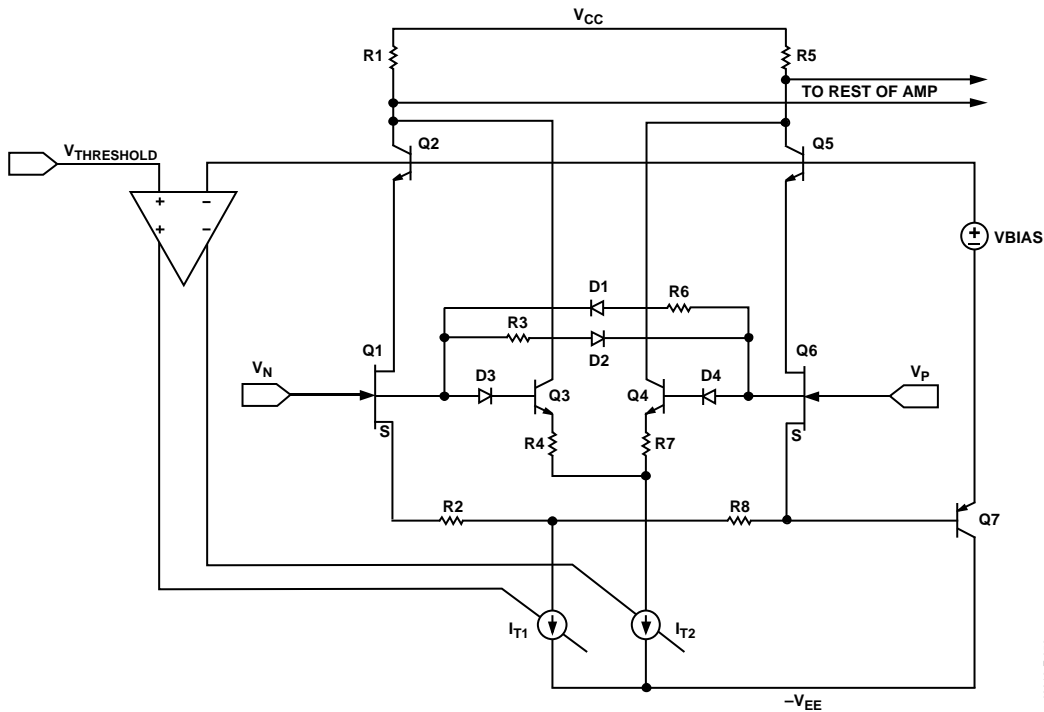 VCC
R1
R5
TO REST OF AMP
Q2
Q5
VTHRESHOLD
+ −
+ −
+
−
VBIAS
D1
R6
R3
D2
Q1
Q6
VN
VP
D3
D4
Q3
Q4
R4
R7
S
S
R2
R8
Q7
IT1
IT2
–VEE